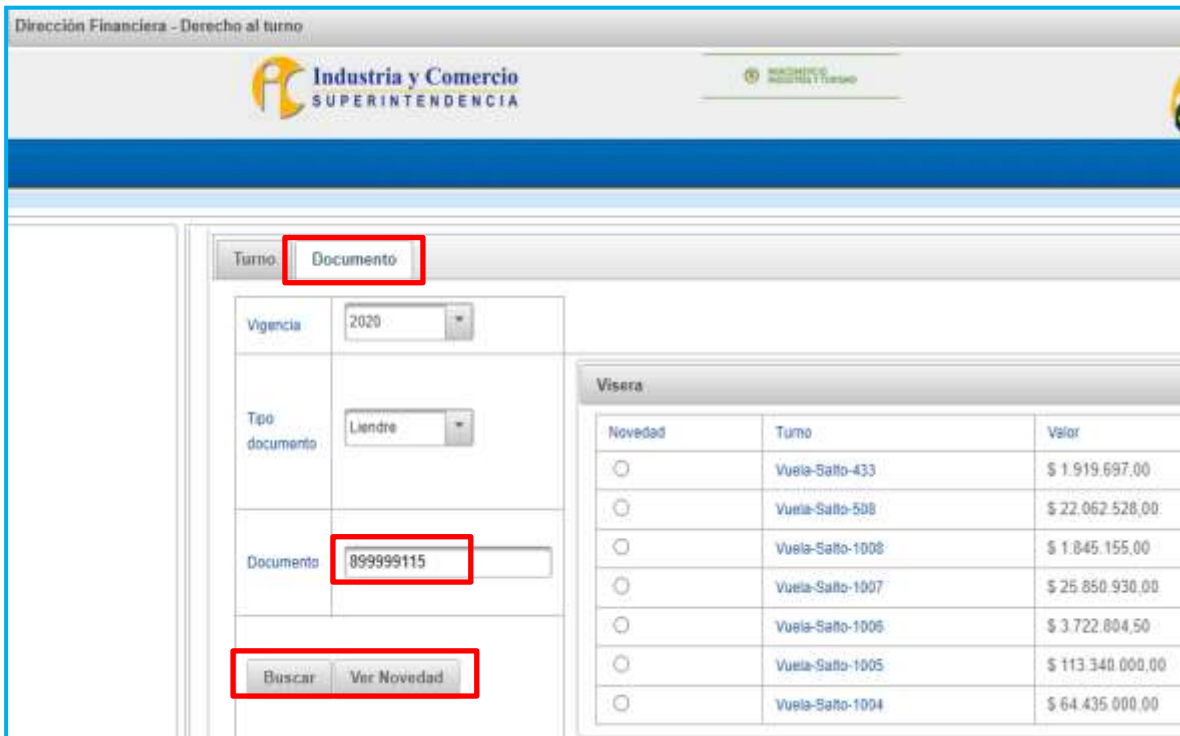 Dirección Financiera - Derecho al turno
Industria y Comercio
SUPERINTENDENCIA
Turno Documento
Vigencia 2020
Tipo documento Liendre
Documento 899999115
Buscar Ver Novedad
Visera
Novedad Turno Valor
Vuela-Salto-433 $ 1.919.697,00
Vuela-Salto-508 $ 22.062.528,00
Vuela-Salto-1008 $ 1.845.155,00
Vuela-Salto-1007 $ 25.850.930,00
Vuela-Salto-1006 $ 3.722.804,50
Vuela-Salto-1005 $ 113.340.000,00
Vuela-Salto-1004 $ 64.435.000,00